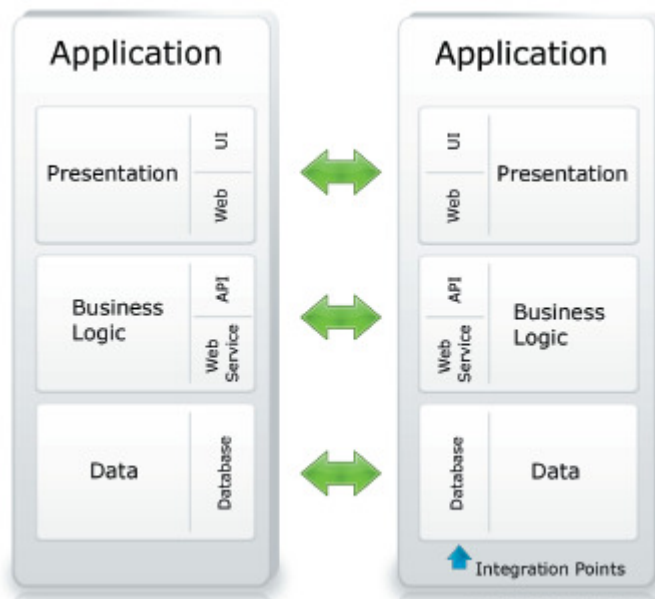 Application
Presentation
UI
Web
Business
Logic
API
Web
Service
Data
Database
Application
UI
Web
Presentation
API
Web
Service
Business
Logic
Database
Data
Integration Points